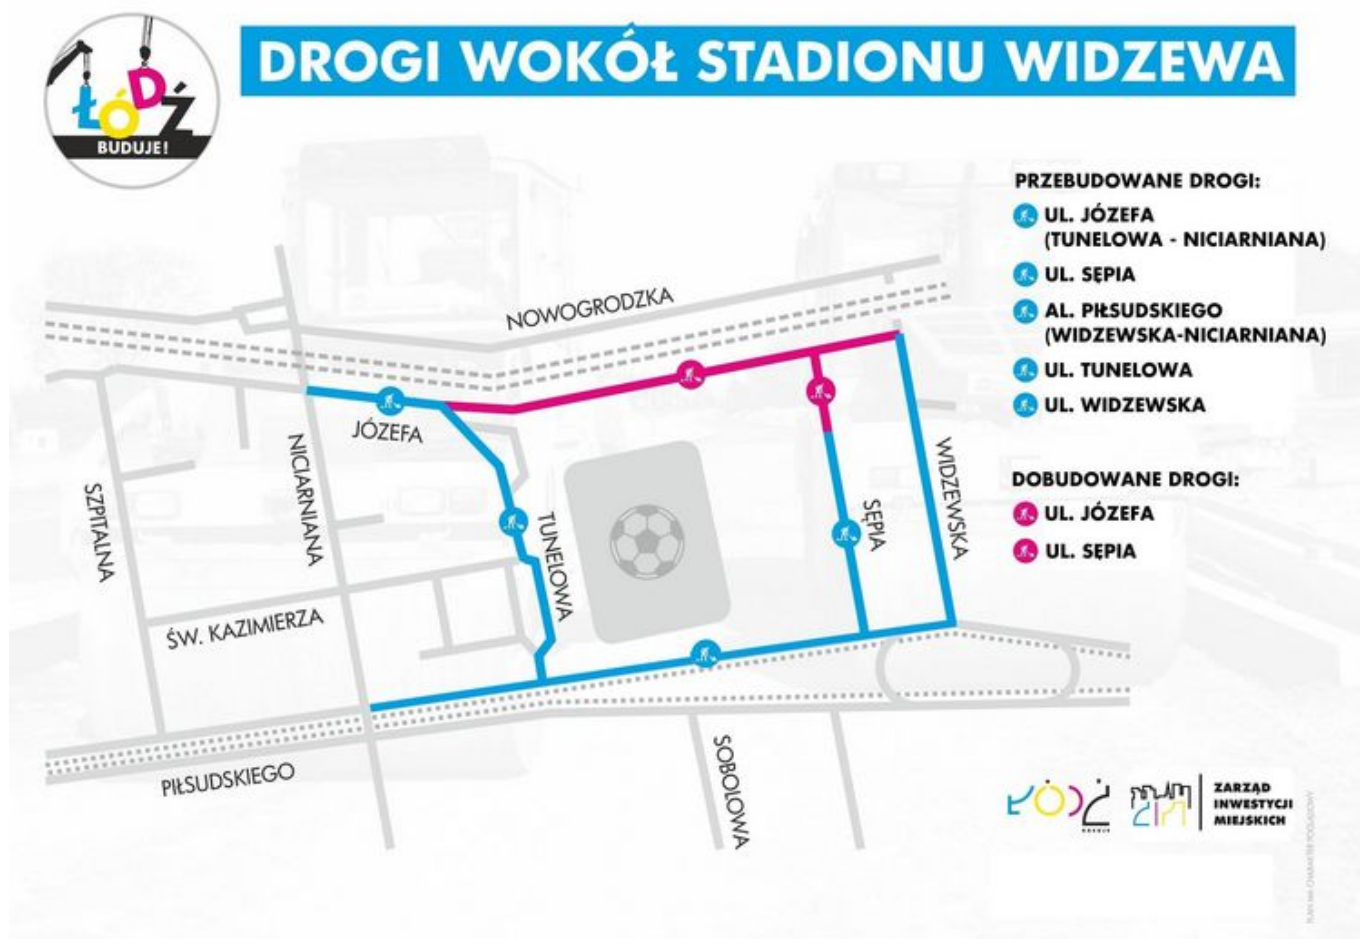 ŁÓDŹ
BUDUJE!
DROGI WOKÓŁ STADIONU WIDZEWA
PRZEBUDOWANE DROGI:
UL. JÓZEFA
(TUNELOWA - NICIARNIANA)
UL. SĘPIA
AL. PIŁSUDSKIEGO
(WIDZEWSKA-NICIARNIANA)
UL. TUNELOWA
UL. WIDZEWSKA
DOBUDOWANE DROGI:
UL. JÓZEFA
UL. SĘPIA
NOWOGRODZKA
JÓZEFA
NICIARNIANA
SZPITALNA
TUNELOWA
SĘPIA
WIDZEWSKA
ŚW. KAZIMIERZA
PIŁSUDSKIEGO
SOBOLOWA
ŁÓDŹ
ZARZĄD
INWESTYCJI
MIEJSKICH